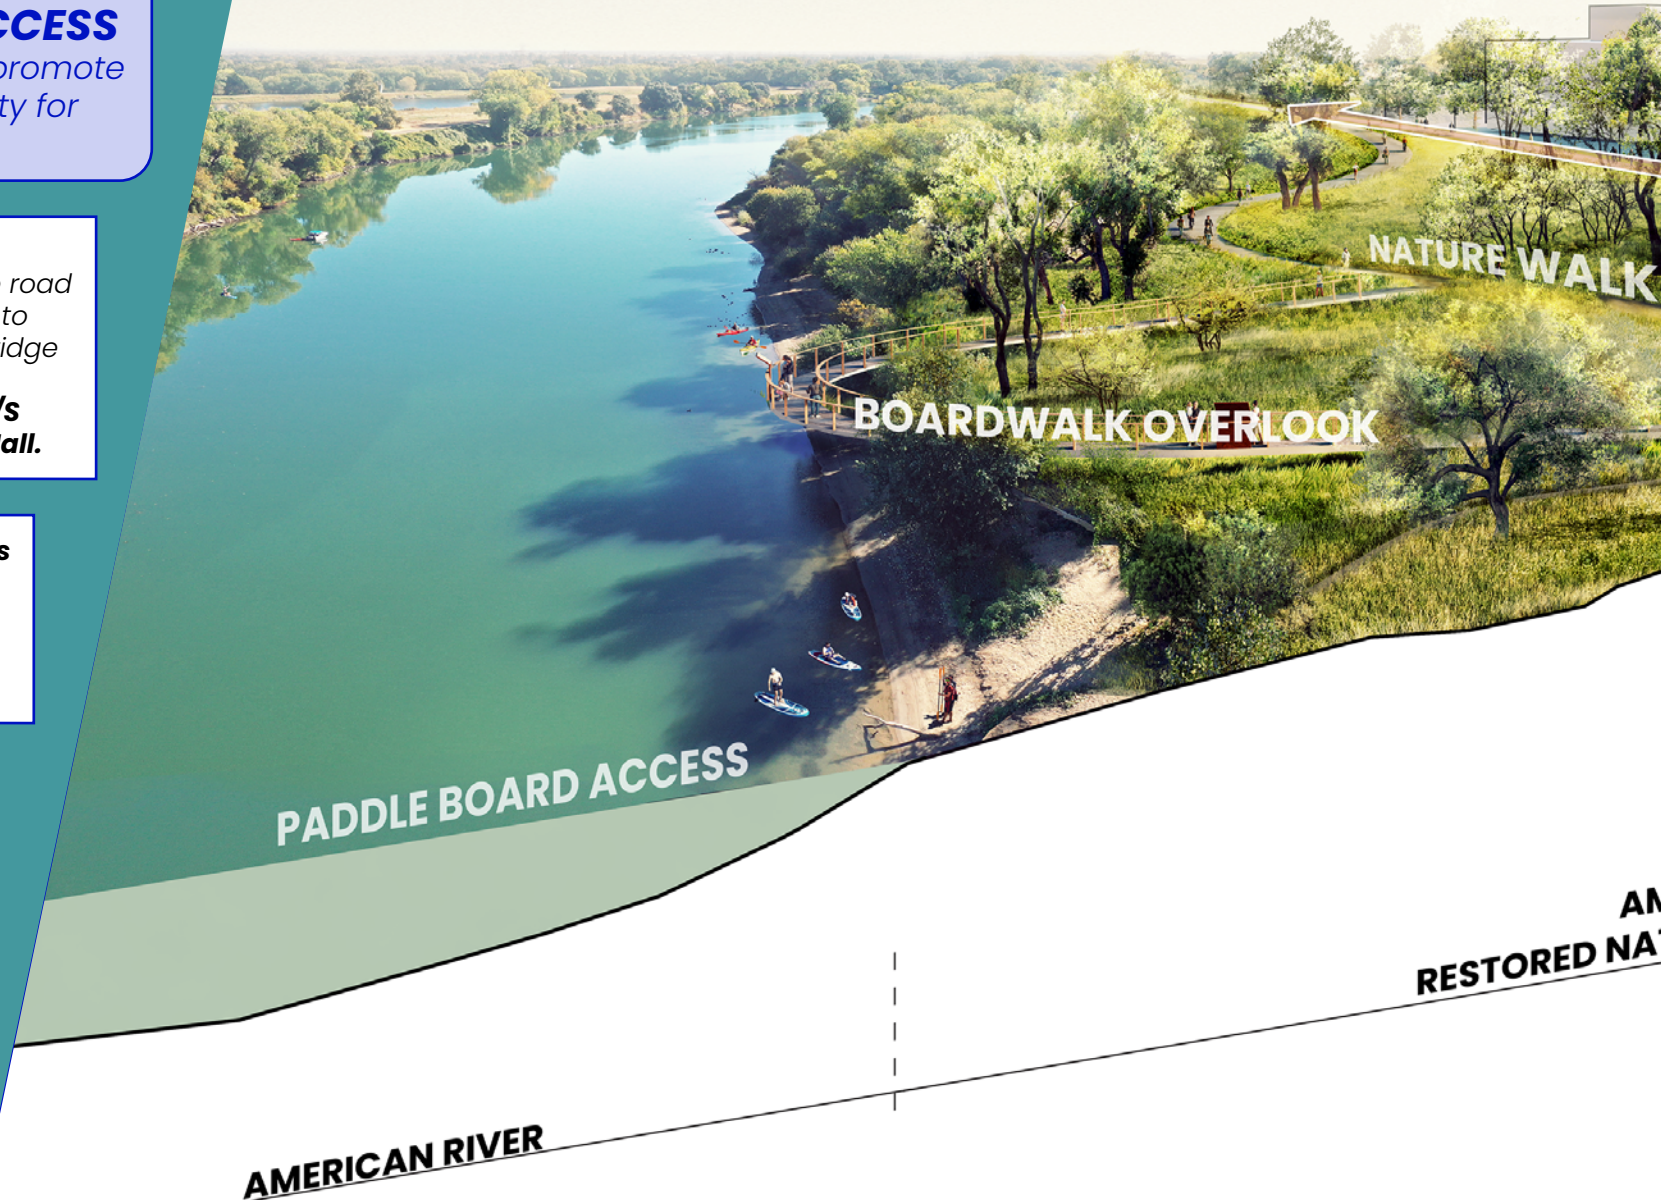 CCESS
promote
ty for
road
to
idge
/s
all.
s
NATURE WALK
BOARDWALK OVERLOOK
PADDLE BOARD ACCESS
AM
RESTORED NAT
AMERICAN RIVER